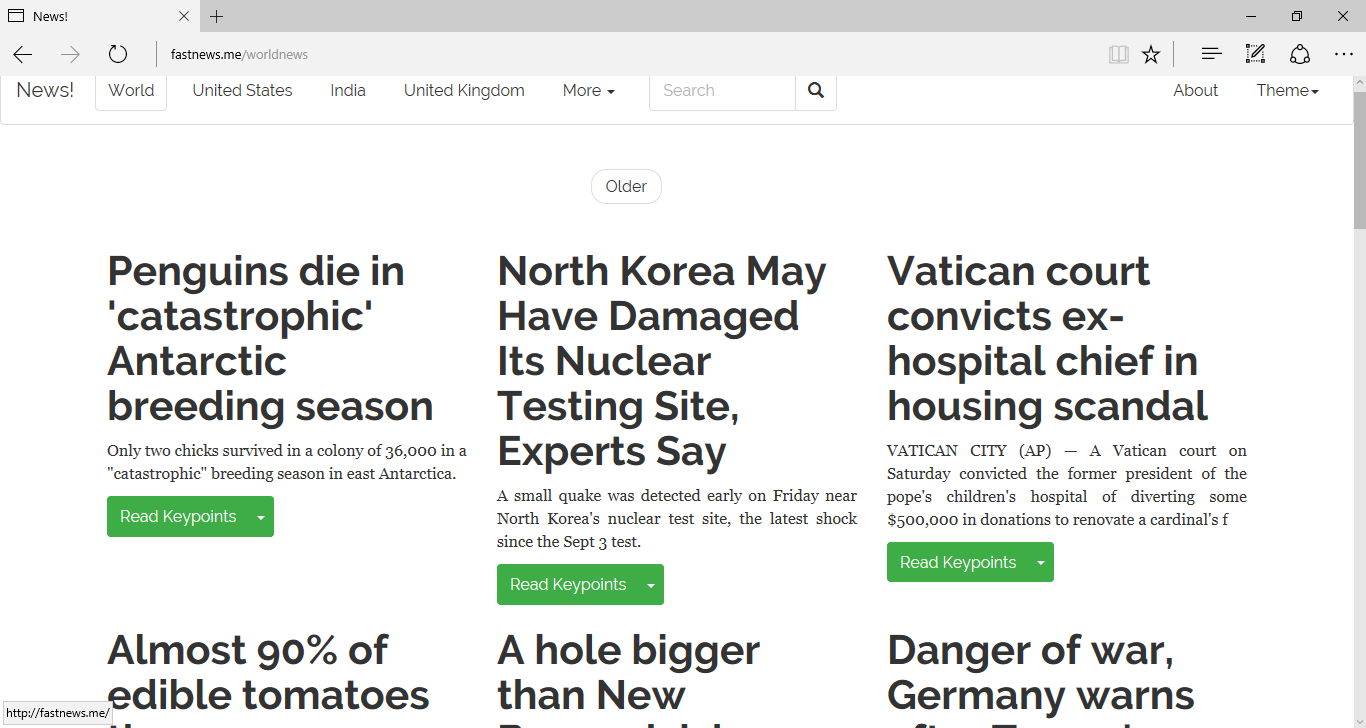 News!
fastnews.me/worldnews
News! World United States India United Kingdom More Search About Theme
Older
Penguins die in
'catastrophic'
Antarctic
breeding season
Only two chicks survived in a colony of 36,000 in a
"catastrophic" breeding season in east Antarctica.
Read Keypoints
North Korea May
Have Damaged
Its Nuclear
Testing Site,
Experts Say
A small quake was detected early on Friday near
North Korea's nuclear test site, the latest shock
since the Sept 3 test.
Read Keypoints
Vatican court
convicts ex-
hospital chief in
housing scandal
VATICAN CITY (AP) — A Vatican court on
Saturday convicted the former president of the
pope's children's hospital of diverting some
$500,000 in donations to renovate a cardinal's f
Read Keypoints
Almost 90% of
edible tomatoes
A hole bigger
than New
Danger of war,
Germany warns
http://fastnews.me/